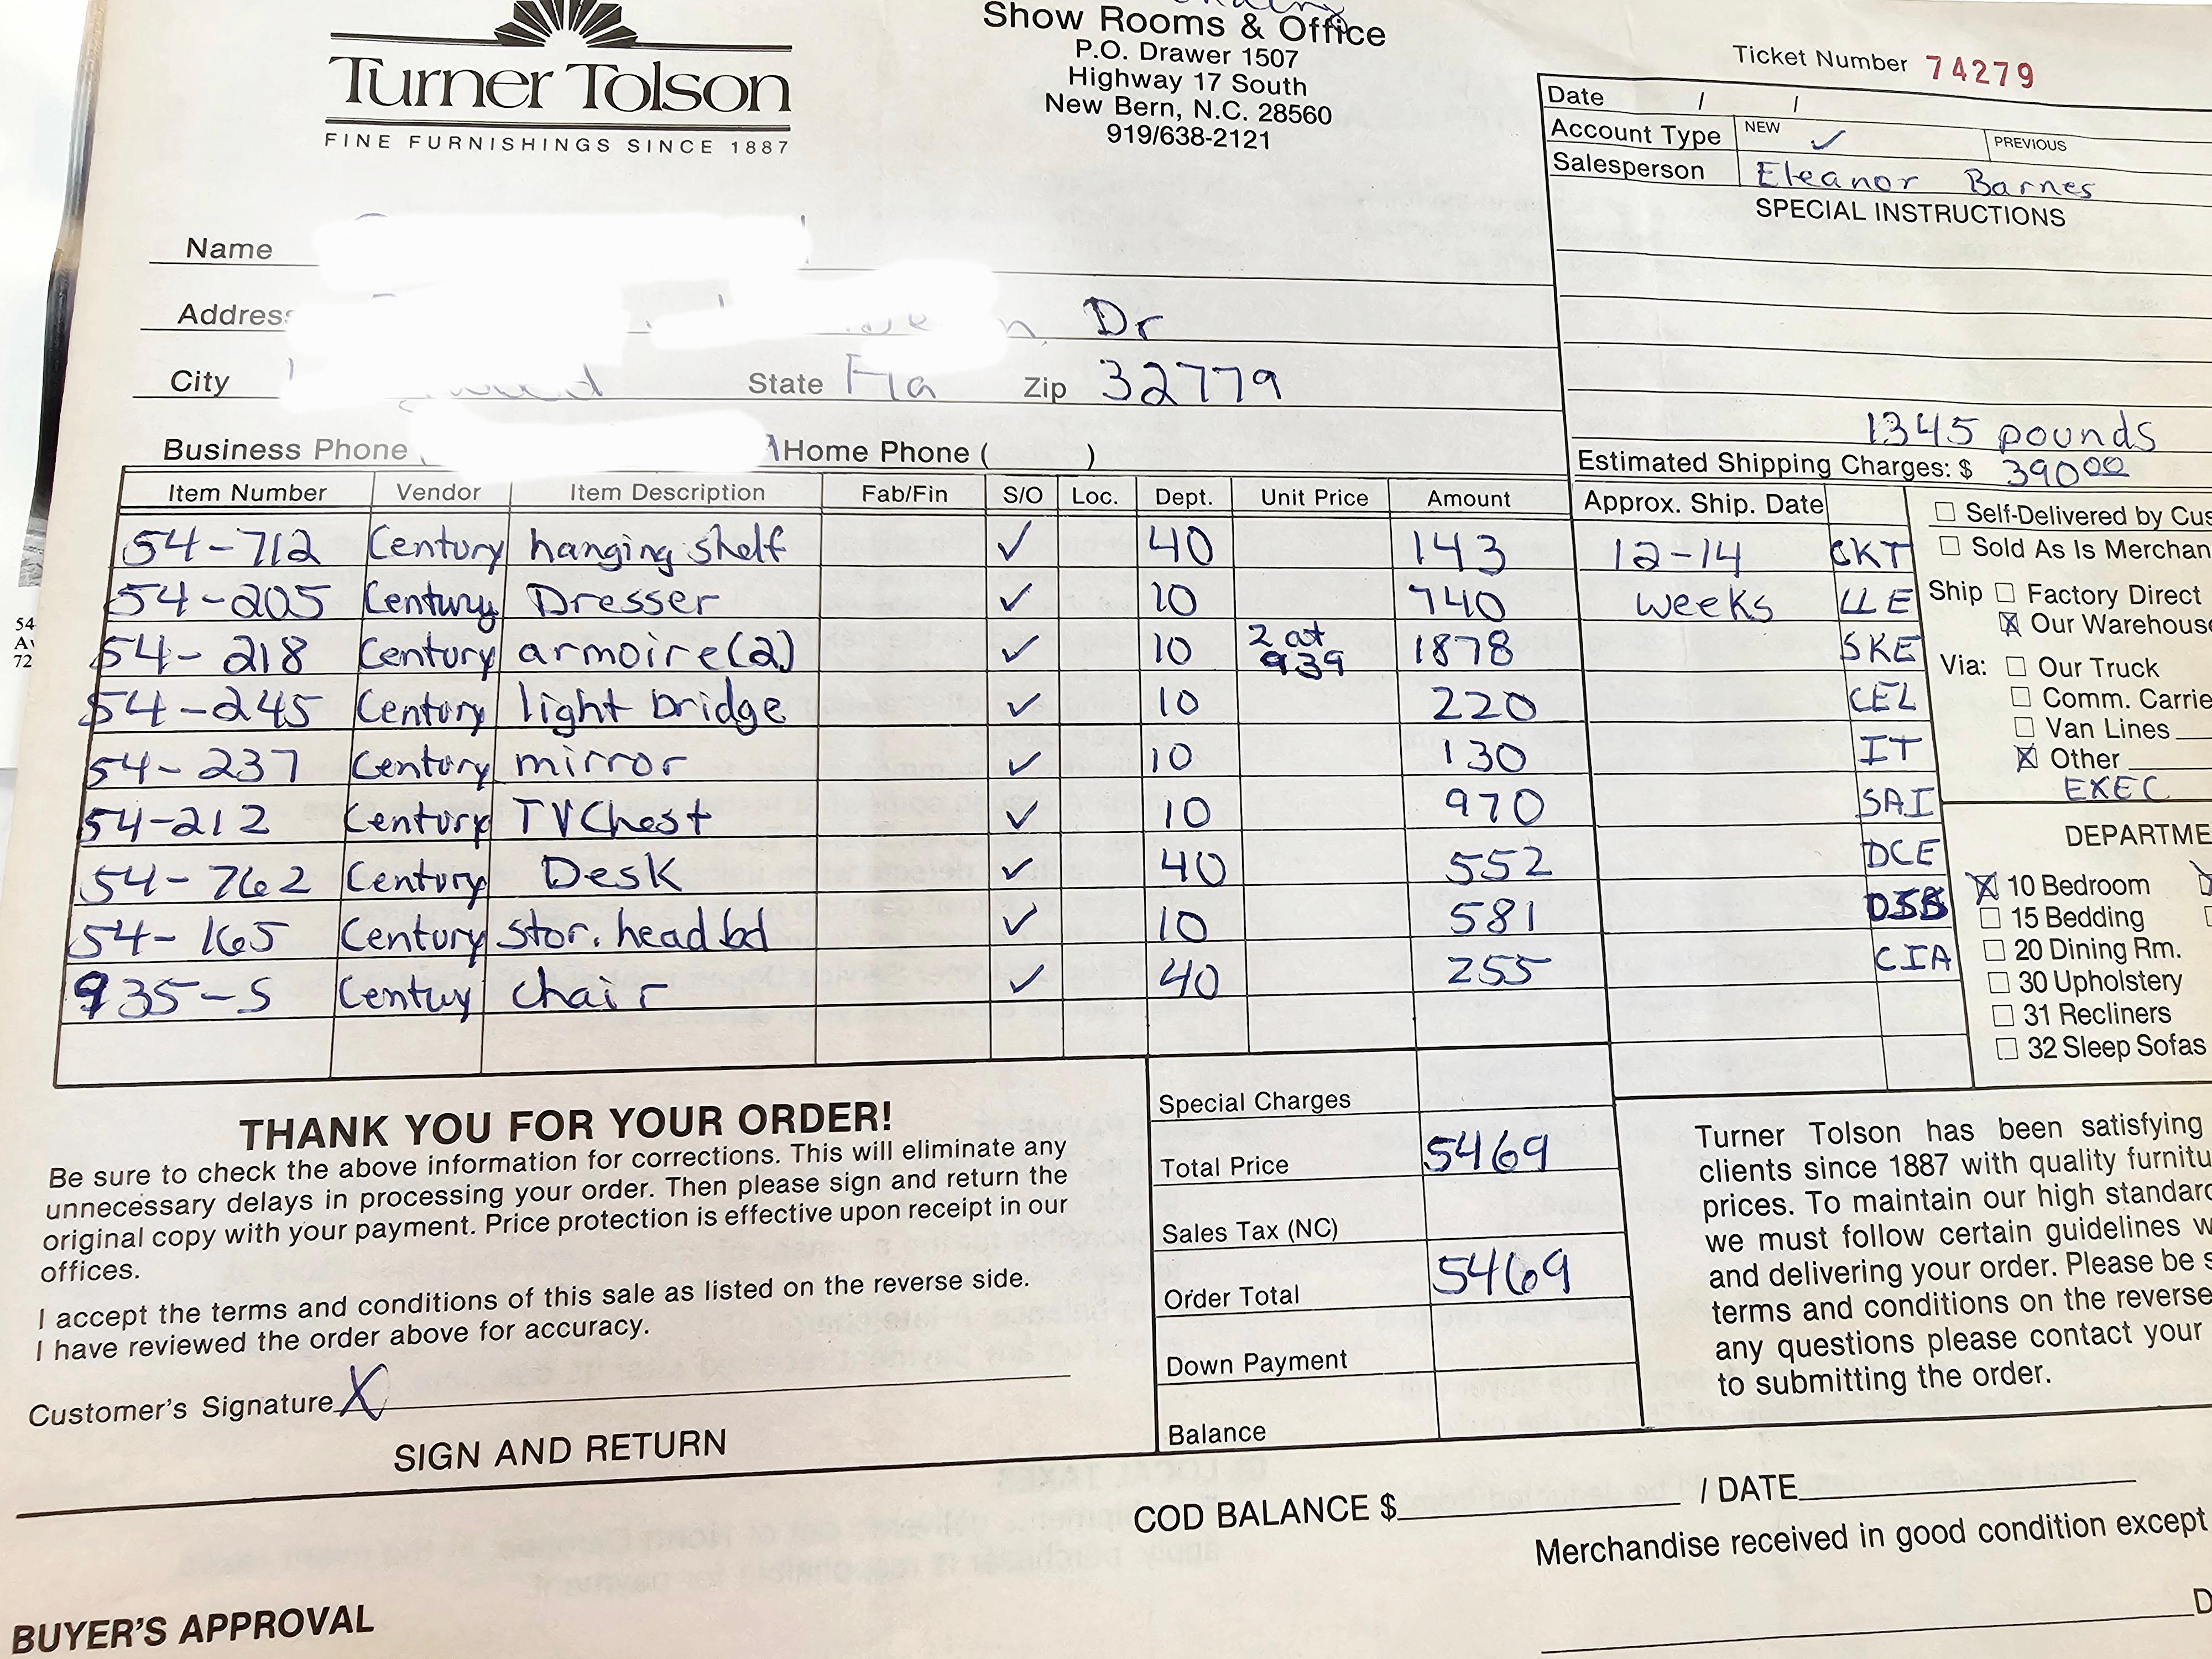 Turner Tolson
FINE FURNISHINGS SINCE 1887
Show Rooms & Office
P.O. Drawer 1507
Highway 17 South
New Bern, N.C. 28560
919/638-2121
Ticket Number 74279
Date / /
Account Type NEW ✓ PREVIOUS
Salesperson Eleanor Barnes
SPECIAL INSTRUCTIONS
Name
Address Dr
City State Fla Zip 32779
Business Phone ( Home Phone ( )
1345 pounds
Estimated Shipping Charges: $ 390 00
Item Number Vendor Item Description Fab/Fin S/O Loc. Dept. Unit Price Amount Approx. Ship. Date
54-712 Century hanging shelf ✓ 40 143 12-14 CKT
54-205 Century Dresser ✓ 10 740 weeks LLE
54-218 Century armoire(2) ✓ 10 2 at 939 1878 SKE
54-245 Century light bridge ✓ 10 220 CEL
54-237 Century mirror ✓ 10 130 IT
54-212 Century TV Chest ✓ 10 970 SAI
54-762 Century Desk ✓ 40 552 DCE
54-165 Century stor. head bd ✓ 10 581
935-S Century chair ✓ 40 255 CIA
☐ Self-Delivered by
☐ Sold As Is
Ship ☐ Factory Direct
☒ Our
Via: ☐ Our Truck
☐ Comm.
☐ Van Lines
☒ Other
EXEC
☒ 10 Bedroom
☐ 15 Bedding
☐ 20 Dining Rm.
☐ 30 Upholstery
☐ 31 Recliners
☐ 32 Sleep Sofas
THANK YOU FOR YOUR ORDER!
Be sure to check the above information for corrections. This will eliminate any
unnecessary delays in processing your order. Then please sign and return the
original copy with your payment. Price protection is effective upon receipt in our
offices.
I accept the terms and conditions of this sale as listed on the reverse side.
I have reviewed the order above for accuracy.
Customer's Signature X
SIGN AND RETURN
Special Charges
Total Price 5469
Sales Tax (NC)
Order Total 5469
Down Payment
Balance
Turner Tolson has been satisfying
clients since 1887 with quality
prices. To maintain our high
we must follow certain guidelines
and delivering your order. Please be
terms and conditions on the reverse
any questions please contact your
to submitting the order.
COD BALANCE $ / DATE
Merchandise received in good condition except
BUYER'S APPROVAL